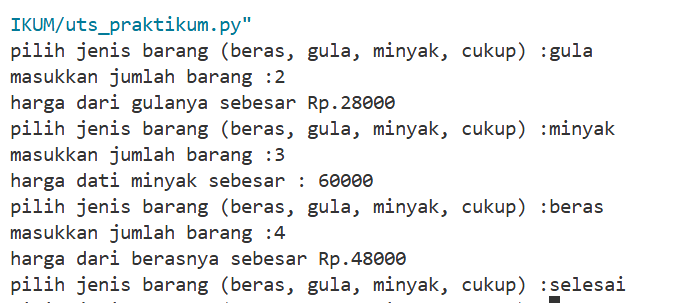 IKUM/uts_praktikum.py"
pilih jenis barang (beras, gula, minyak, cukup) :gula
masukkan jumlah barang :2
harga dari gulanya sebesar Rp.28000
pilih jenis barang (beras, gula, minyak, cukup) :minyak
masukkan jumlah barang :3
harga dati minyak sebesar : 60000
pilih jenis barang (beras, gula, minyak, cukup) :beras
masukkan jumlah barang :4
harga dari berasnya sebesar Rp.48000
pilih jenis barang (beras, gula, minyak, cukup) :selesai